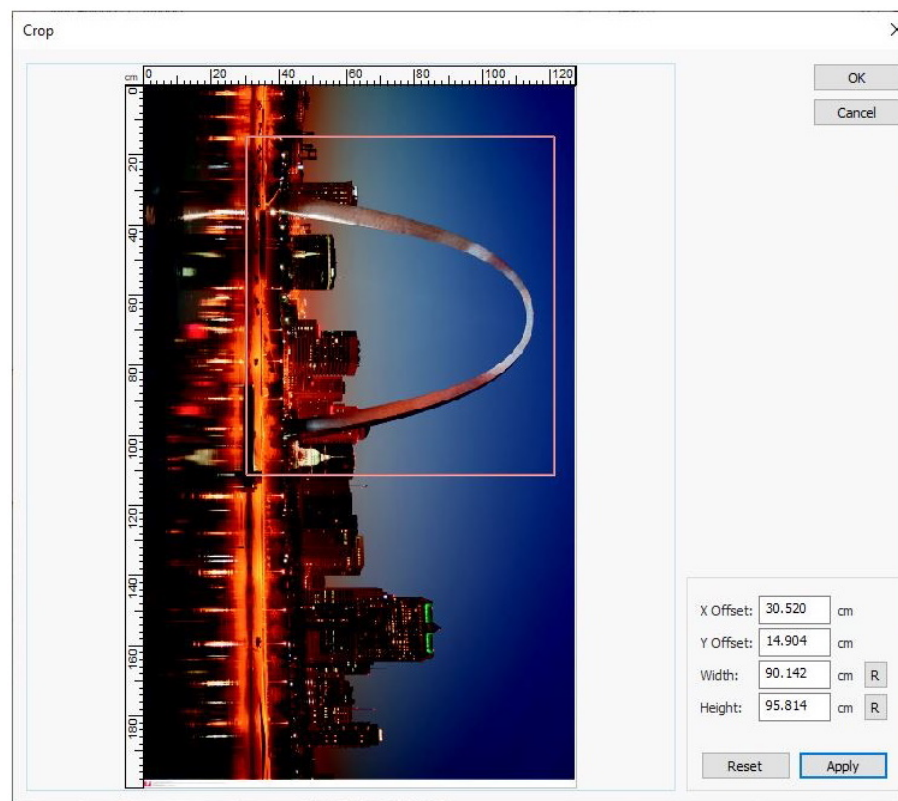 Crop
OK
Cancel
cm
0 20 40 60 80 100 120
0
20
40
60
80
100
120
140
160
180
X Offset: 30.520 cm
Y Offset: 14.904 cm
Width: 90.142 cm R
Height: 95.814 cm R
Reset Apply